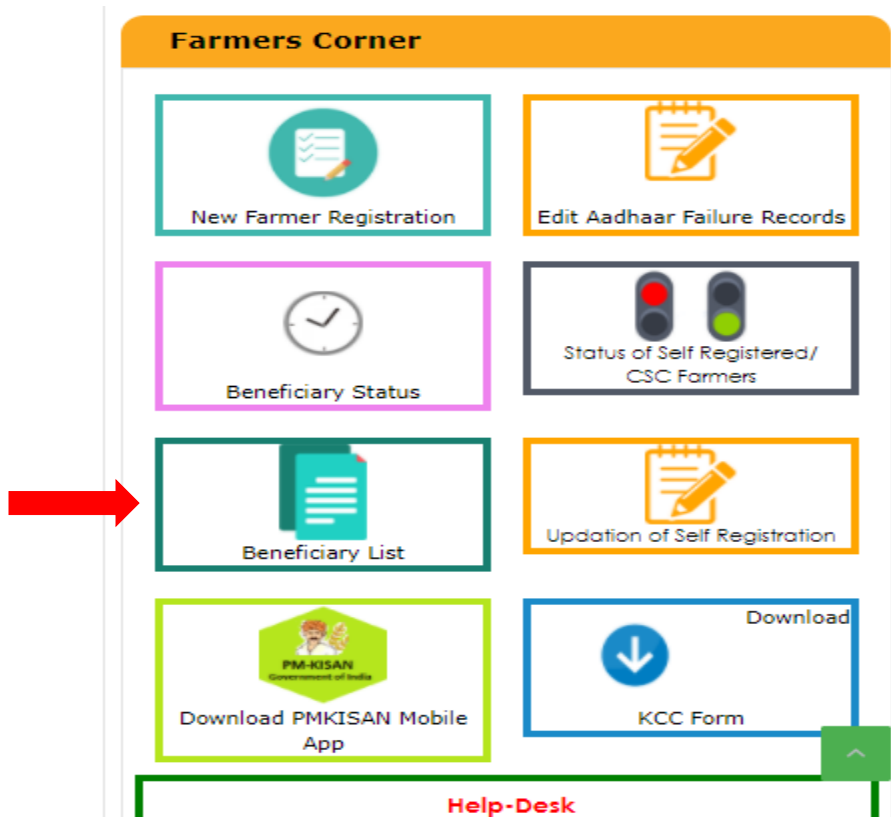 Farmers Corner
New Farmer Registration
Edit Aadhaar Failure Records
Beneficiary Status
Status of Self Registered/
CSC Farmers
Beneficiary List
Updation of Self Registration
PM-KISAN
Government of India
Download PMKISAN Mobile
App
Download
KCC Form
Help-Desk